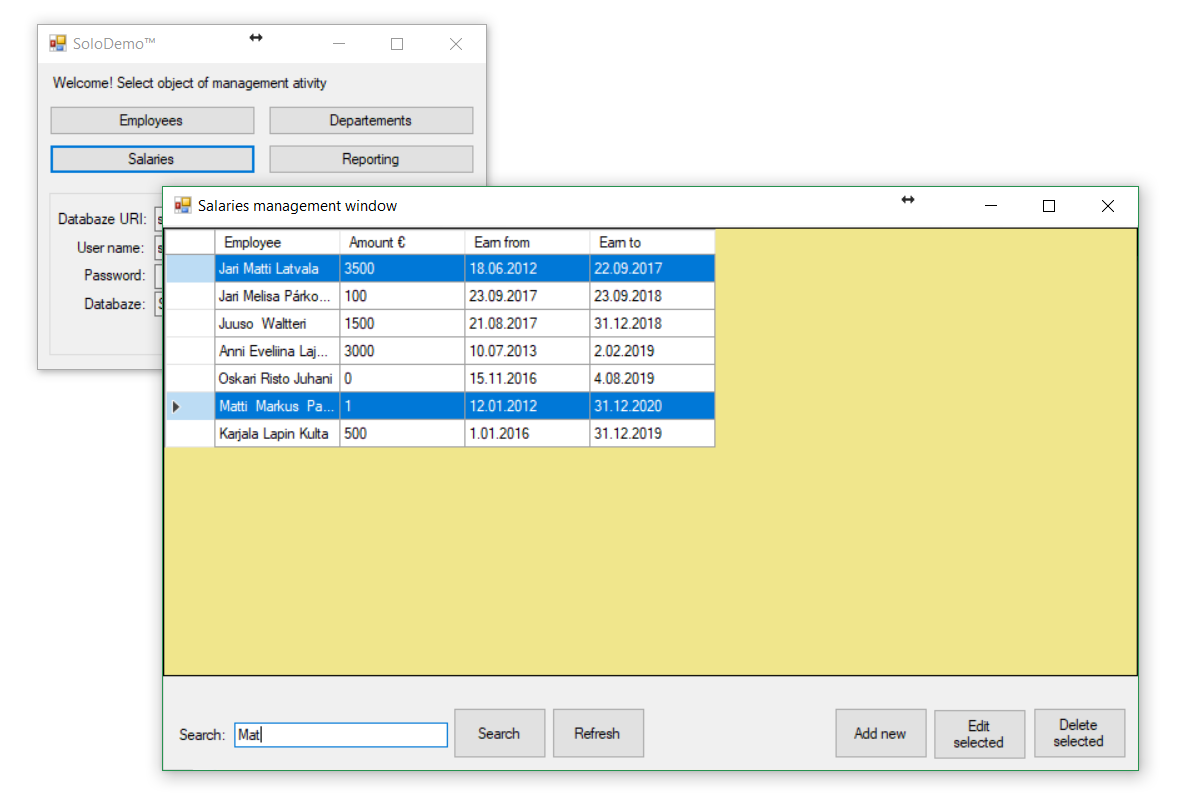 SoloDemo™
Welcome! Select object of management ativity
Employees Departements
Salaries Reporting
Databaze URI: s
User name: s
Password:
Databaze: S
Salaries management window
Employee Amount € Earn from Earn to
Jari Matti Latvala 3500 18.06.2012 22.09.2017
Jari Melisa Párko... 100 23.09.2017 23.09.2018
Juuso Waltteri 1500 21.08.2017 31.12.2018
Anni Eveliina Laj... 3000 10.07.2013 2.02.2019
Oskari Risto Juhani 0 15.11.2016 4.08.2019
Matti Markus Pa... 1 12.01.2012 31.12.2020
Karjala Lapin Kulta 500 1.01.2016 31.12.2019
Search: Mat Search Refresh Add new Edit selected Delete selected